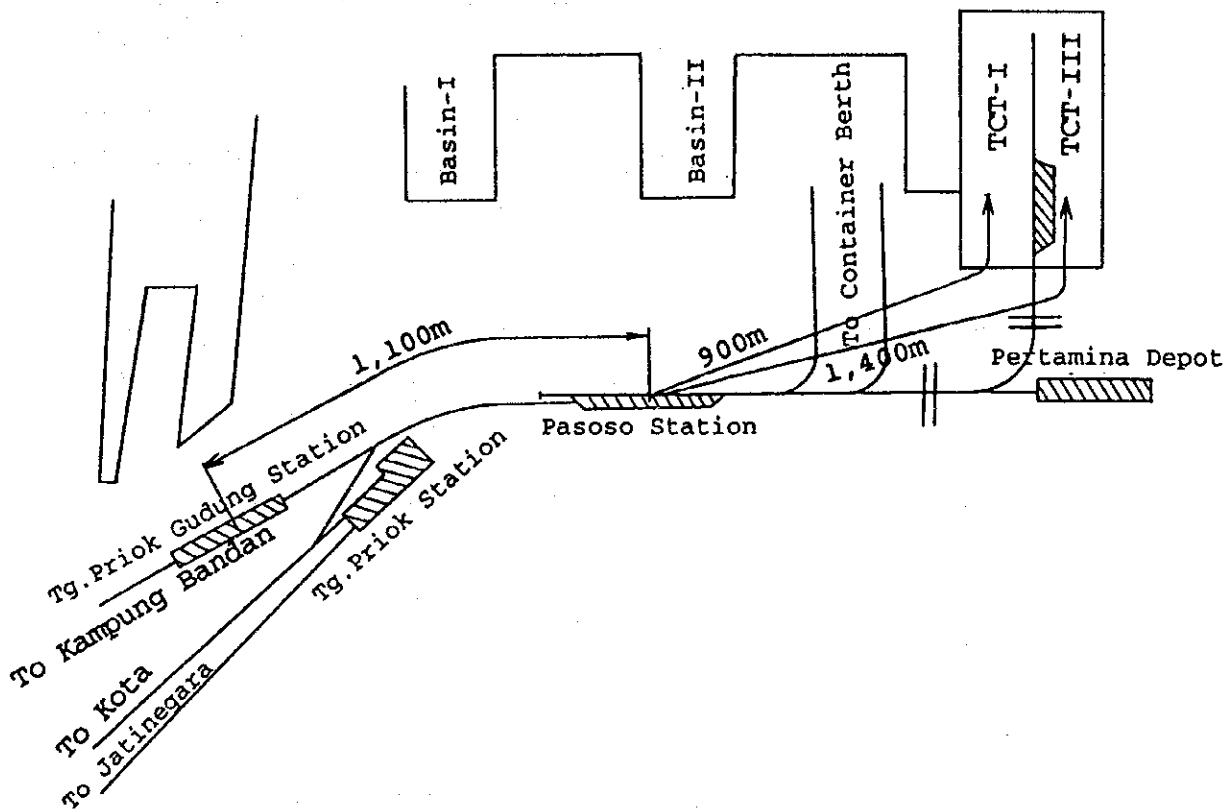 Basin-I
Basin-II
To Container Berth
TCT-I
TCT-III
1,100m
900m
1,400m
Pertamina Depot
Pasoso Station
Tg.Priok Gudung Station
Tg.Priok Station
To Kampung Bandan
To Kota
To Jatinegara